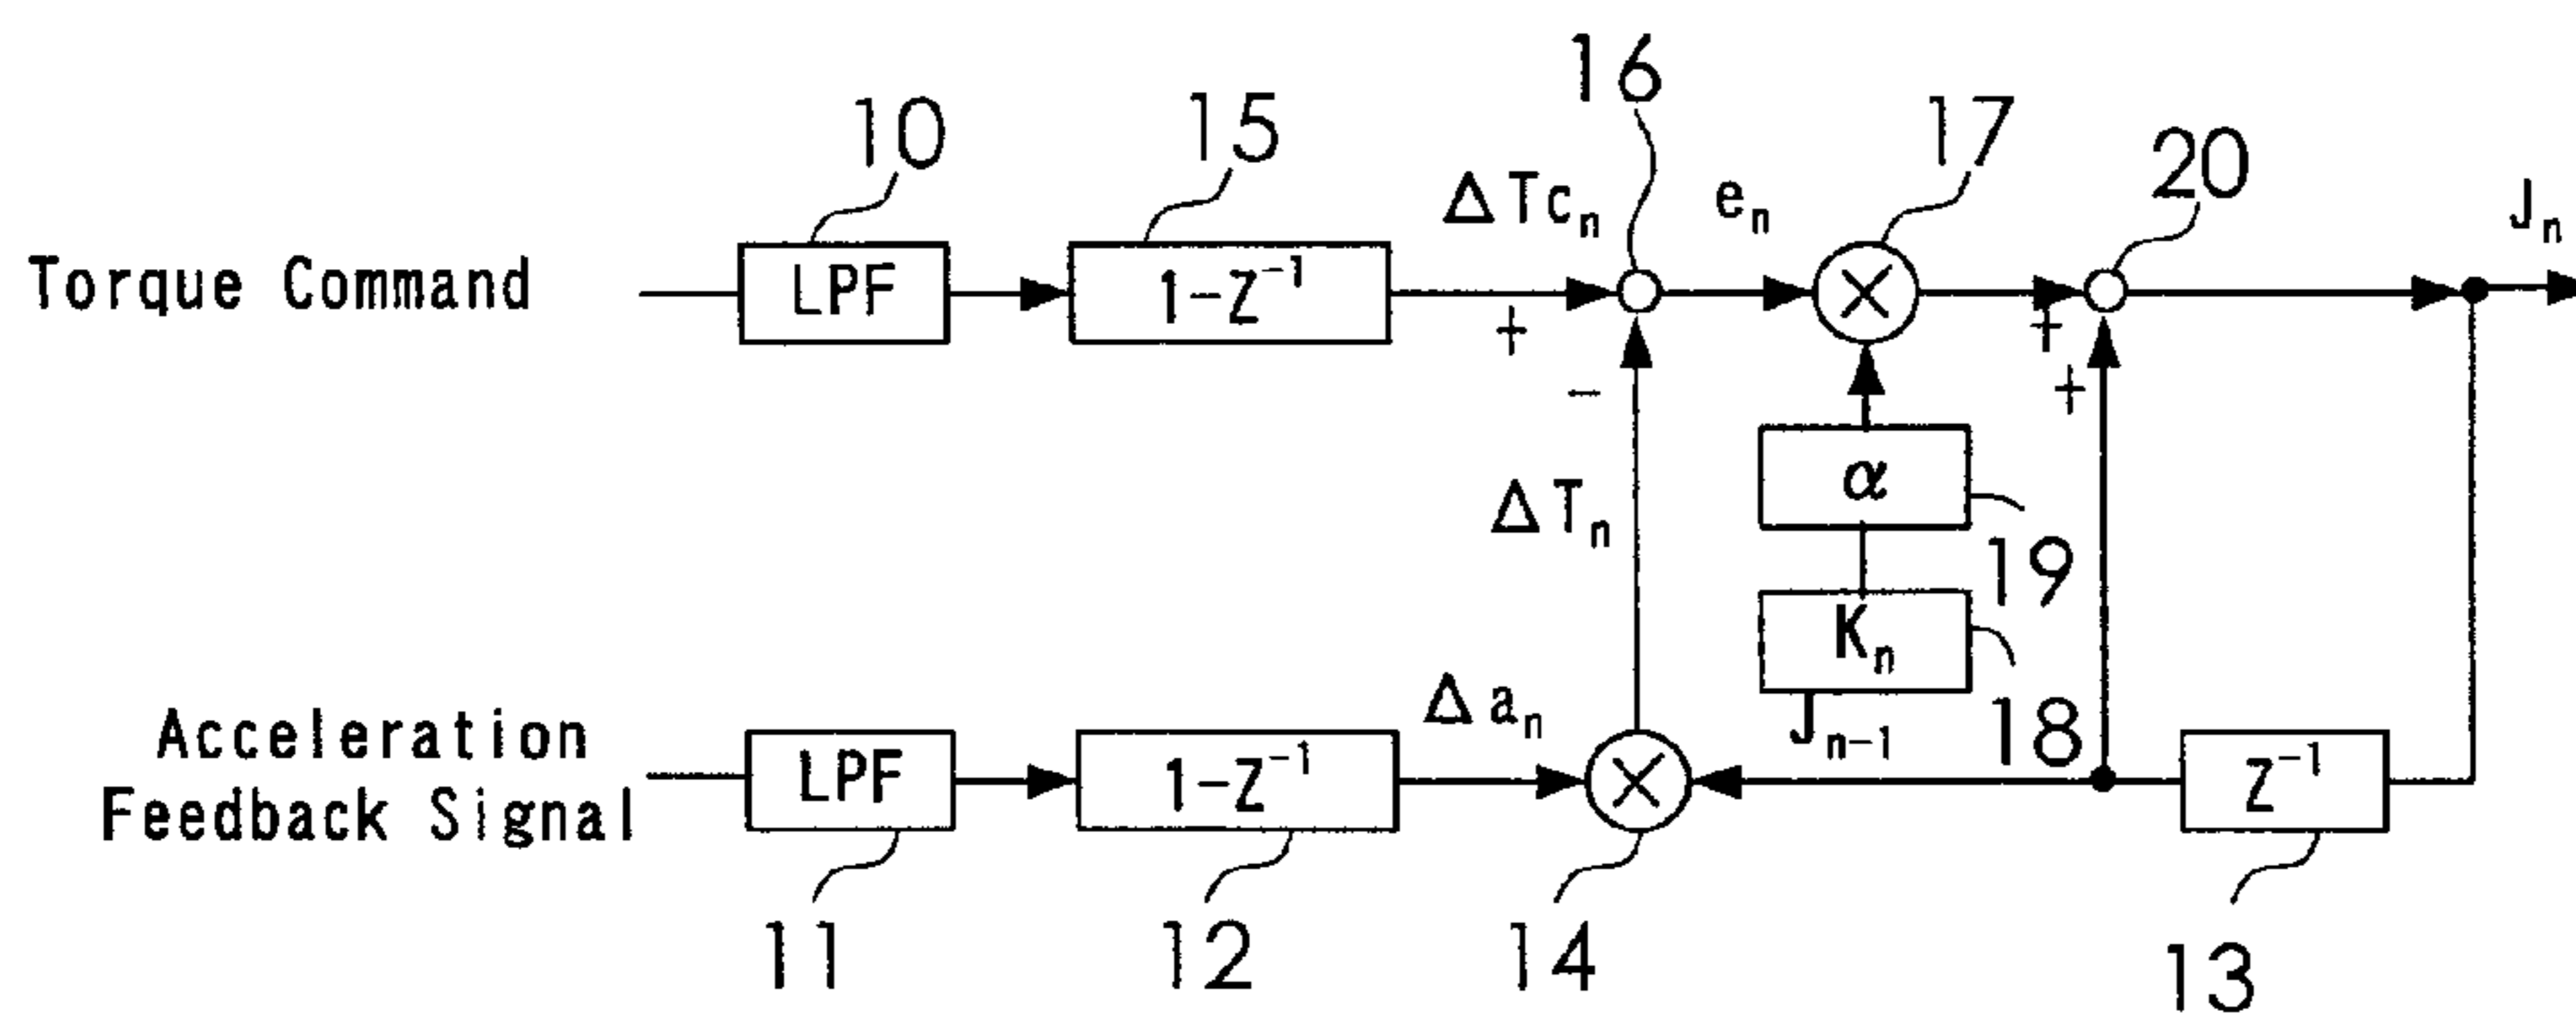 16
10
15
17
20
ΔTcₙ
eₙ
Jₙ
Torque Command
LPF
1-Z⁻¹
×
+
+
-
+
α
ΔTₙ
19
Kₙ
Δaₙ
Jₙ₋₁
18
Acceleration
Feedback Signal
LPF
1-Z⁻¹
×
Z⁻¹
11
12
14
13